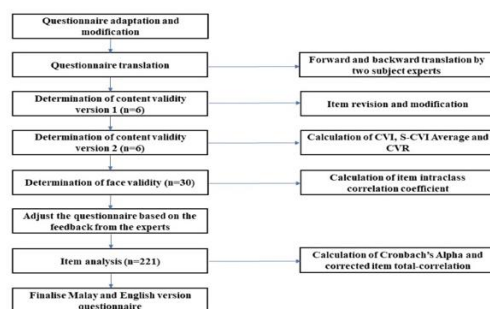 Questionnaire adaptation and
modification
Questionnaire translation
Forward and backward translation by
two subject experts
Determination of content validity
version 1 (n=6)
Item revision and modification
Determination of content validity
version 2 (n=6)
Calculation of CVI, S-CVI Average and
CVR
Determination of face validity (n=30)
Calculation of item intraclass
correlation coefficient
Adjust the questionnaire based on the
feedback from the experts
Item analysis (n=221)
Calculation of Cronbach's Alpha and
corrected item total-correlation
Finalise Malay and English version
questionnaire